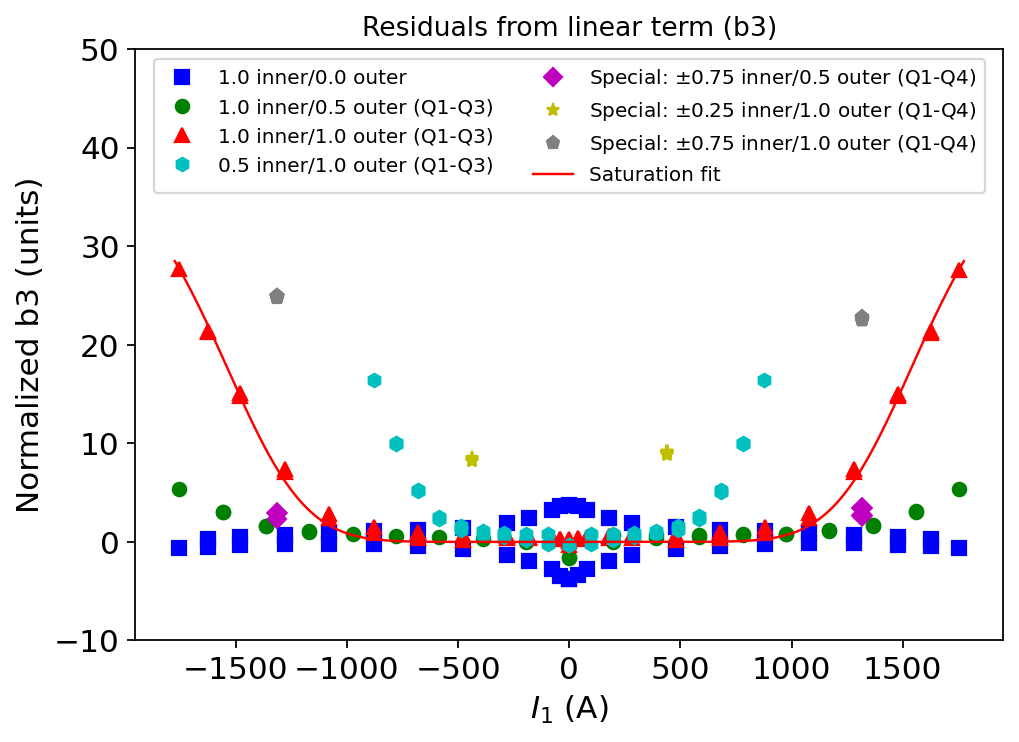 Residuals from linear term (b3)
1.0 inner/0.0 outer
1.0 inner/0.5 outer (Q1-Q3)
1.0 inner/1.0 outer (Q1-Q3)
0.5 inner/1.0 outer (Q1-Q3)
Special: ±0.75 inner/0.5 outer (Q1-Q4)
Special: ±0.25 inner/1.0 outer (Q1-Q4)
Special: ±0.75 inner/1.0 outer (Q1-Q4)
Saturation fit
Normalized b3 (units)
50
40
30
20
10
0
−10
−1500 −1000 −500 0 500 1000 1500
I₁ (A)